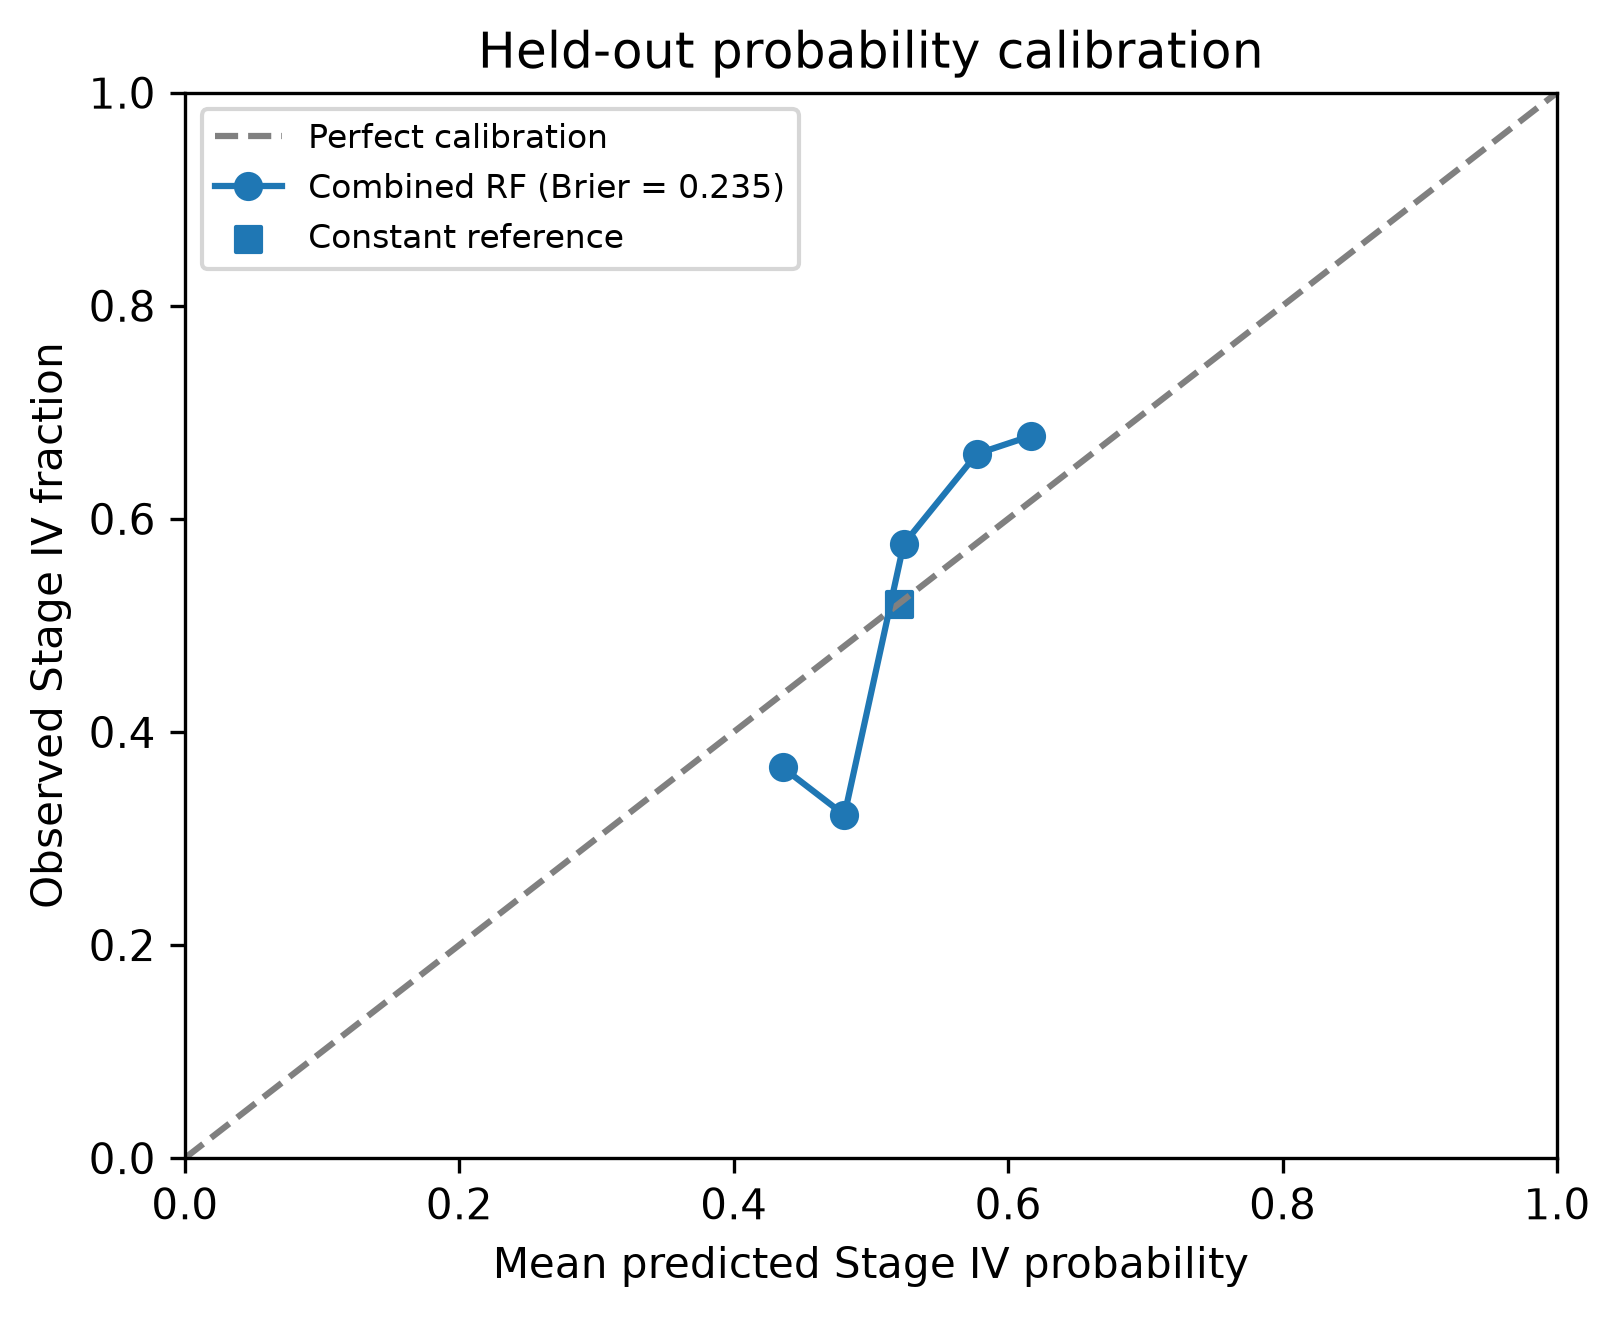 Held-out probability calibration
Perfect calibration
Combined RF (Brier = 0.235)
Constant reference
Observed Stage IV fraction
1.0
0.8
0.6
0.4
0.2
0.0
0.0 0.2 0.4 0.6 0.8 1.0
Mean predicted Stage IV probability